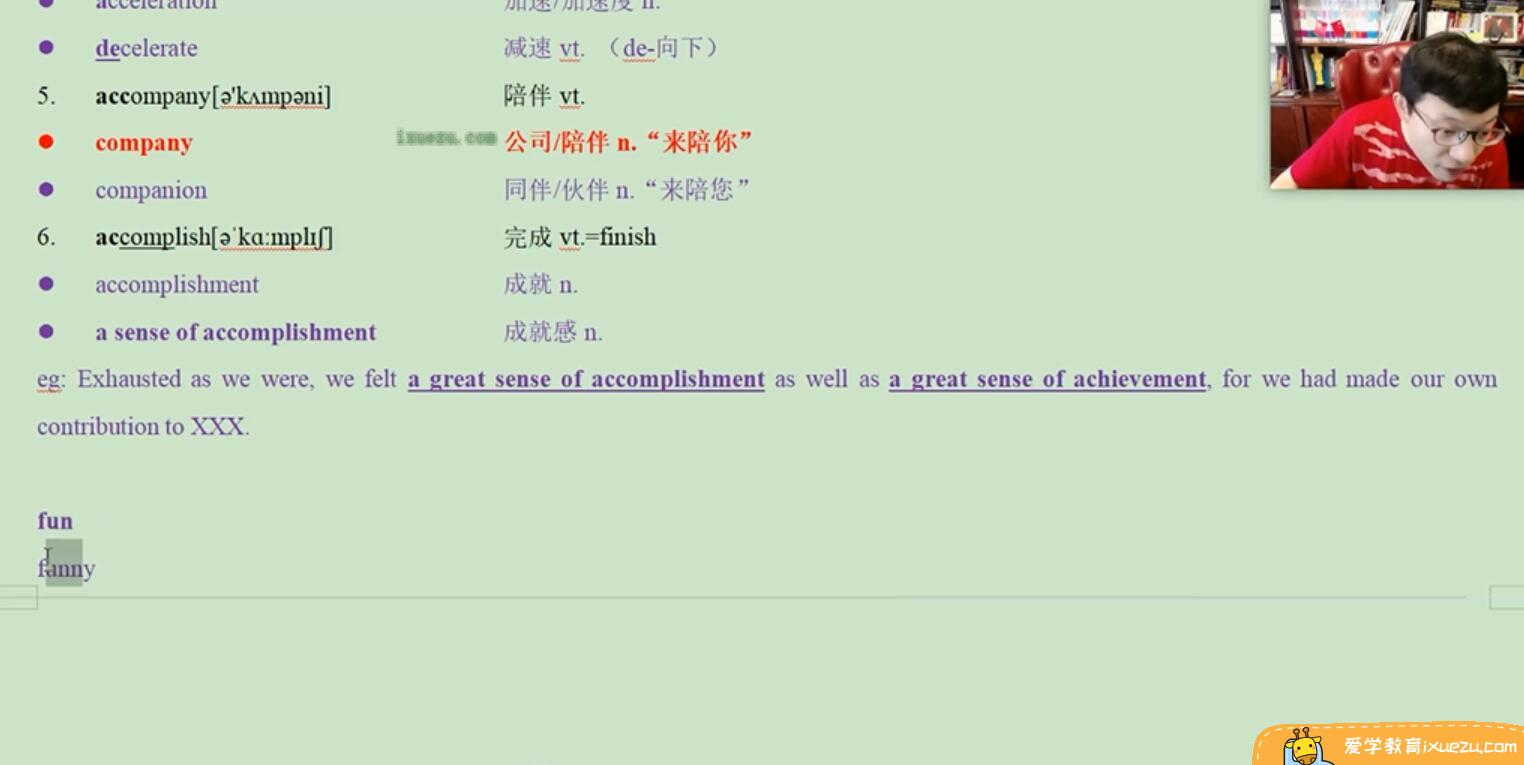 acceleration 加速/加速度 n.
decelerate 减速 vt. （de-向下）
5. accompany[ə'kʌmpəni] 陪伴 vt.
company 公司/陪伴 n.“来陪你”
ixuezu.com
companion 同伴/伙伴 n.“来陪您”
6. accomplish[əˈkɑːmplɪʃ] 完成 vt.=finish
accomplishment 成就 n.
a sense of accomplishment 成就感 n.
eg: Exhausted as we were, we felt a great sense of accomplishment as well as a great sense of achievement, for we had made our own
contribution to XXX.
fun
funny
爱学教育ixuezu.com